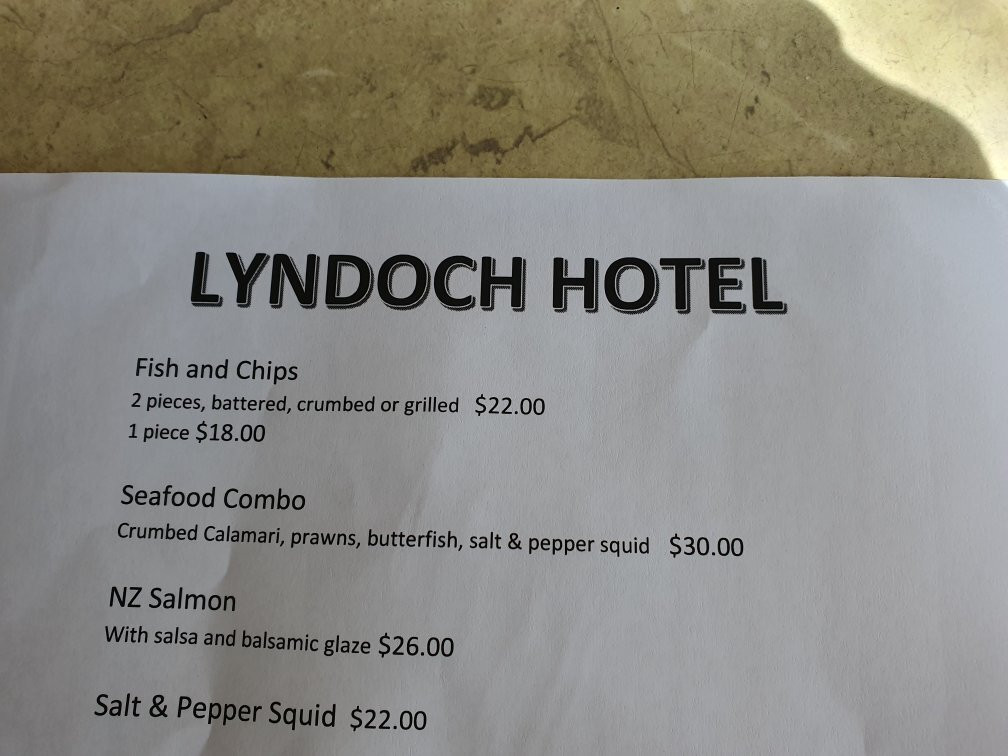 LYNDOCH HOTEL
Fish and Chips
2 pieces, battered, crumbed or grilled $22.00
1 piece $18.00
Seafood Combo
Crumbed Calamari, prawns, butterfish, salt & pepper squid $30.00
NZ Salmon
With salsa and balsamic glaze $26.00
Salt & Pepper Squid $22.00